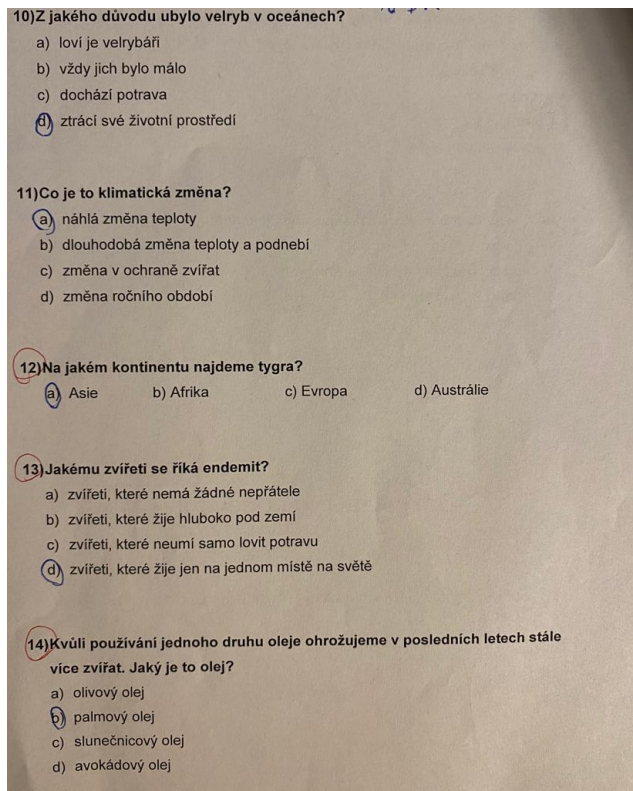 10)Z jakého důvodu ubylo velryb v oceánech?
a) loví je velrybáři
b) vždy jich bylo málo
c) dochází potrava
d) ztrácí své životní prostředí
11)Co je to klimatická změna?
a) náhlá změna teploty
b) dlouhodobá změna teploty a podnebí
c) změna v ochraně zvířat
d) změna ročního období
12)Na jakém kontinentu najdeme tygra?
a) Asie b) Afrika c) Evropa d) Austrálie
13)Jakému zvířeti se říká endemit?
a) zvířeti, které nemá žádné nepřátele
b) zvířeti, které žije hluboko pod zemí
c) zvířeti, které neumí samo lovit potravu
d) zvířeti, které žije jen na jednom místě na světě
14)Kvůli používání jednoho druhu oleje ohrožujeme v posledních letech stále
více zvířat. Jaký je to olej?
a) olivový olej
b) palmový olej
c) slunečnicový olej
d) avokádový olej